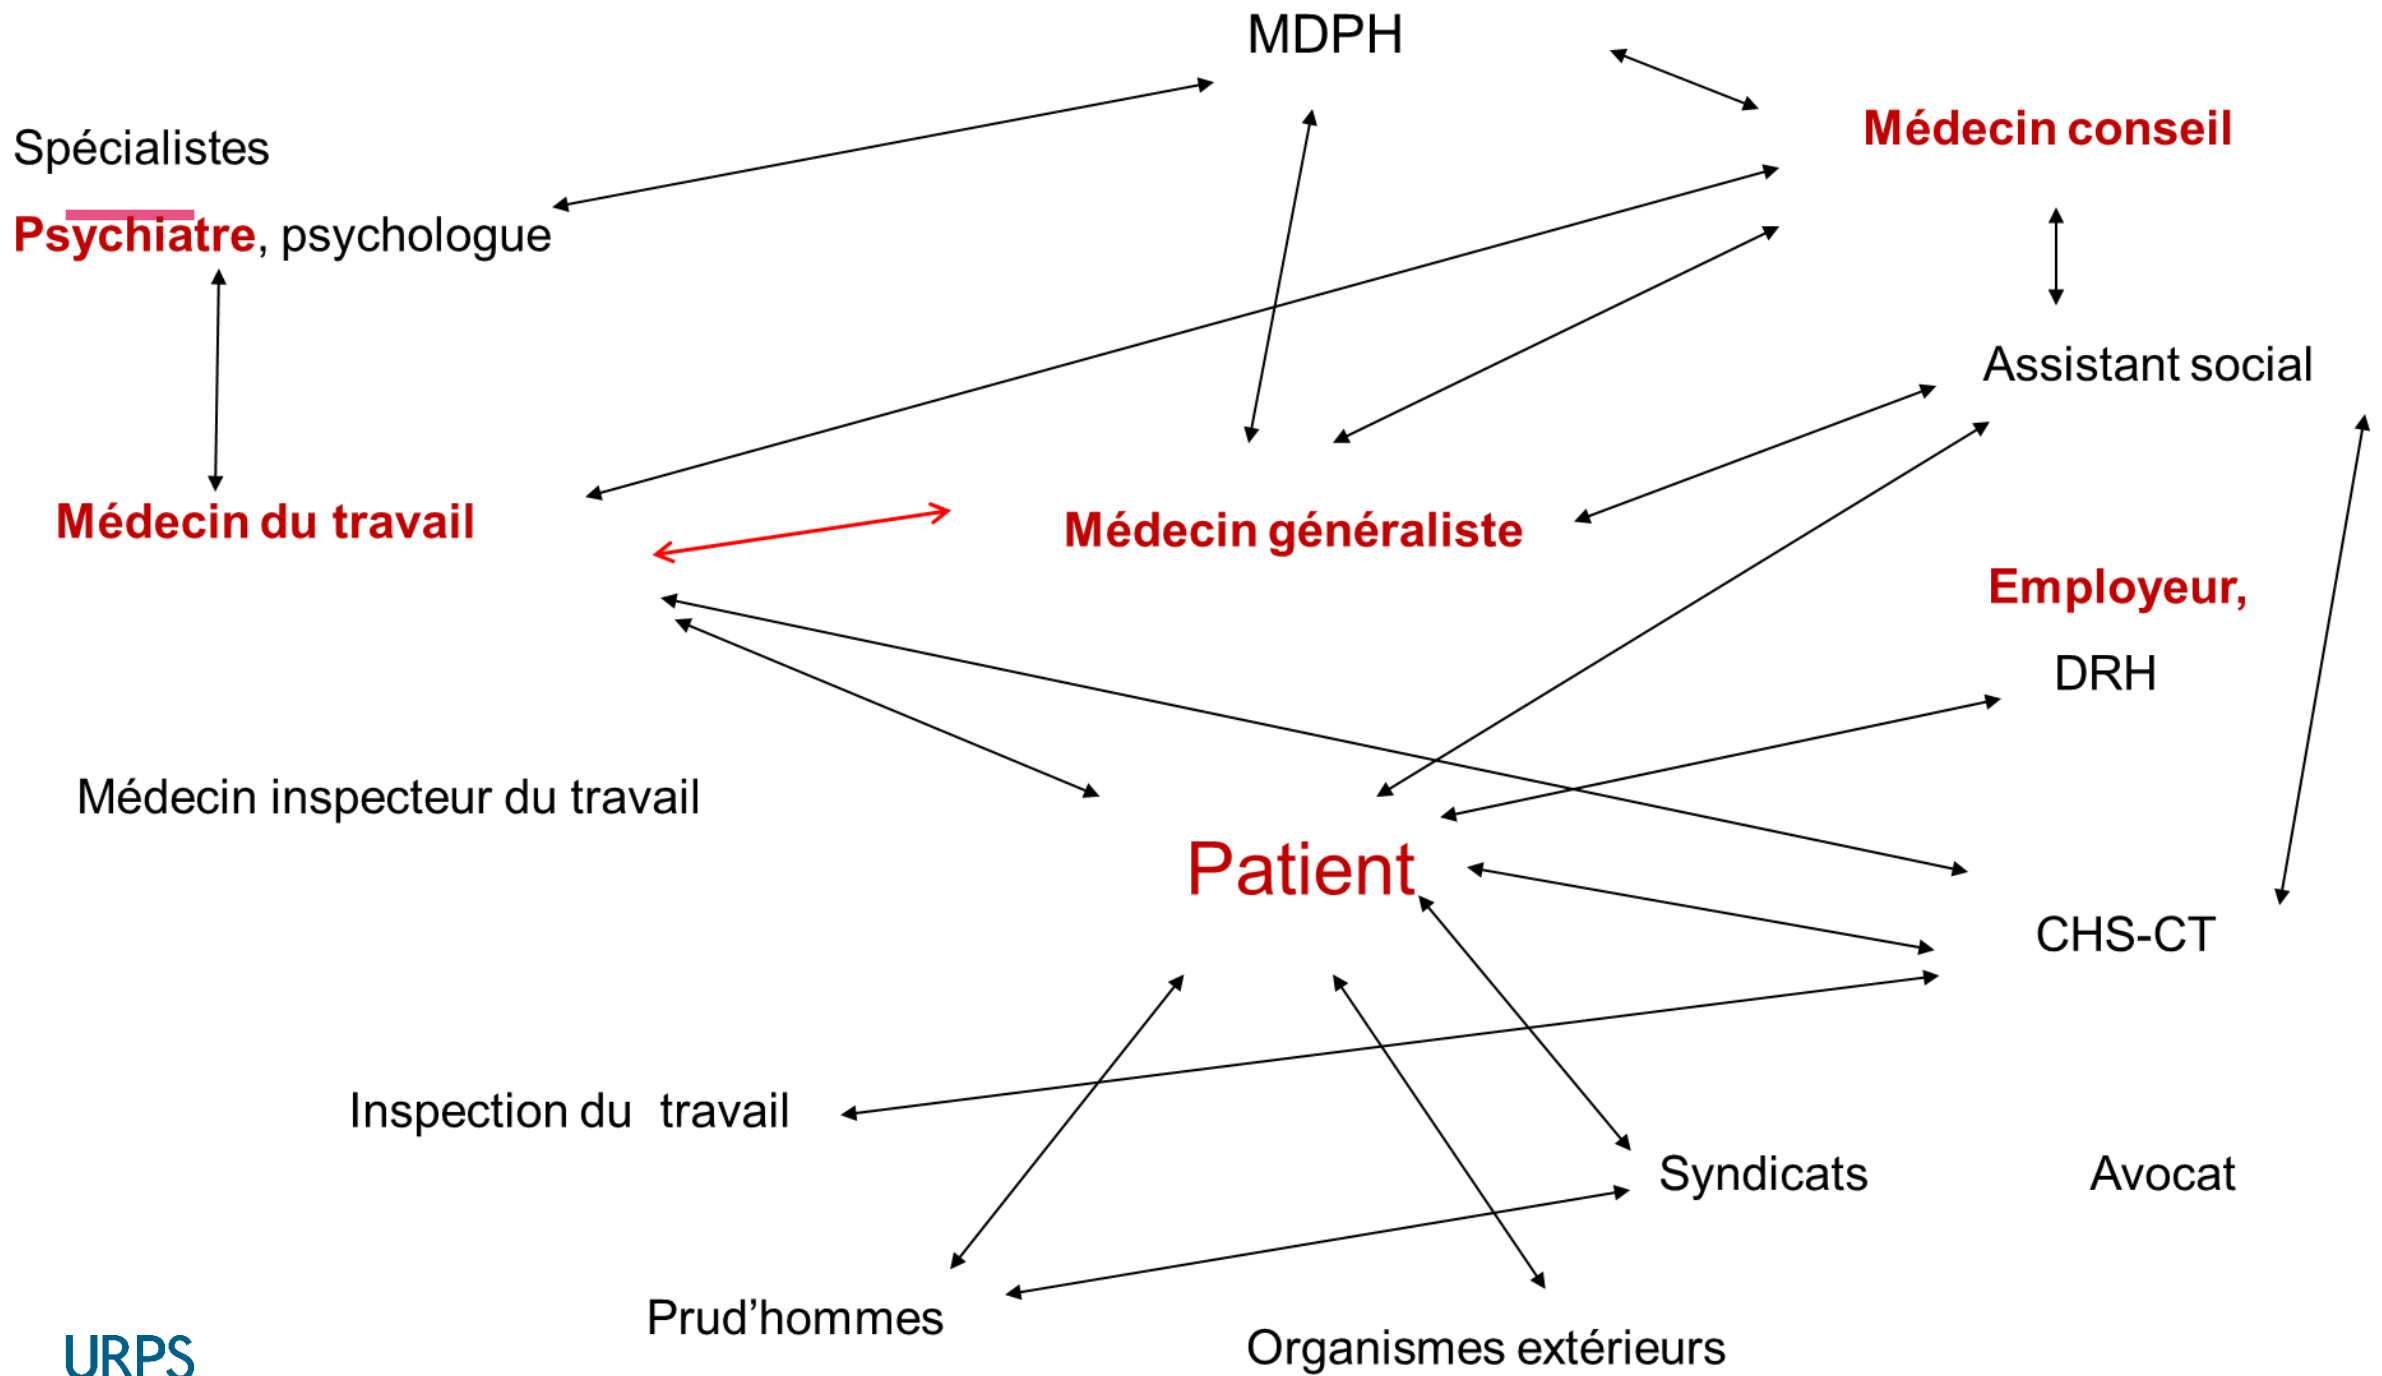 MDPH
Médecin conseil
Spécialistes
Psychiatre, psychologue
Assistant social
Médecin du travail
Médecin généraliste
Employeur,
DRH
Médecin inspecteur du travail
Patient
CHS-CT
Inspection du travail
Syndicats
Avocat
Prud’hommes
Organismes extérieurs
URPS